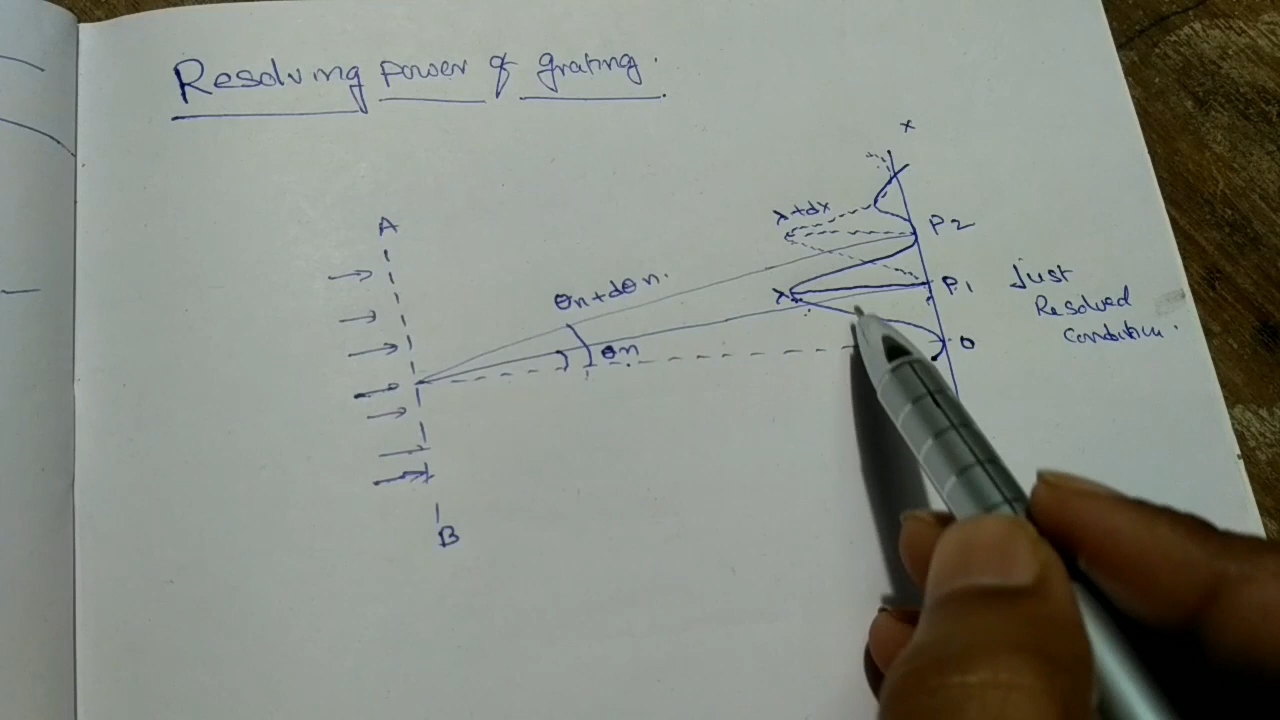 Resolving power of grating.
x
A
λ+dλ
P2
θn+dθn.
λ
P1
Just
Resolved
Condition.
θn
O
B